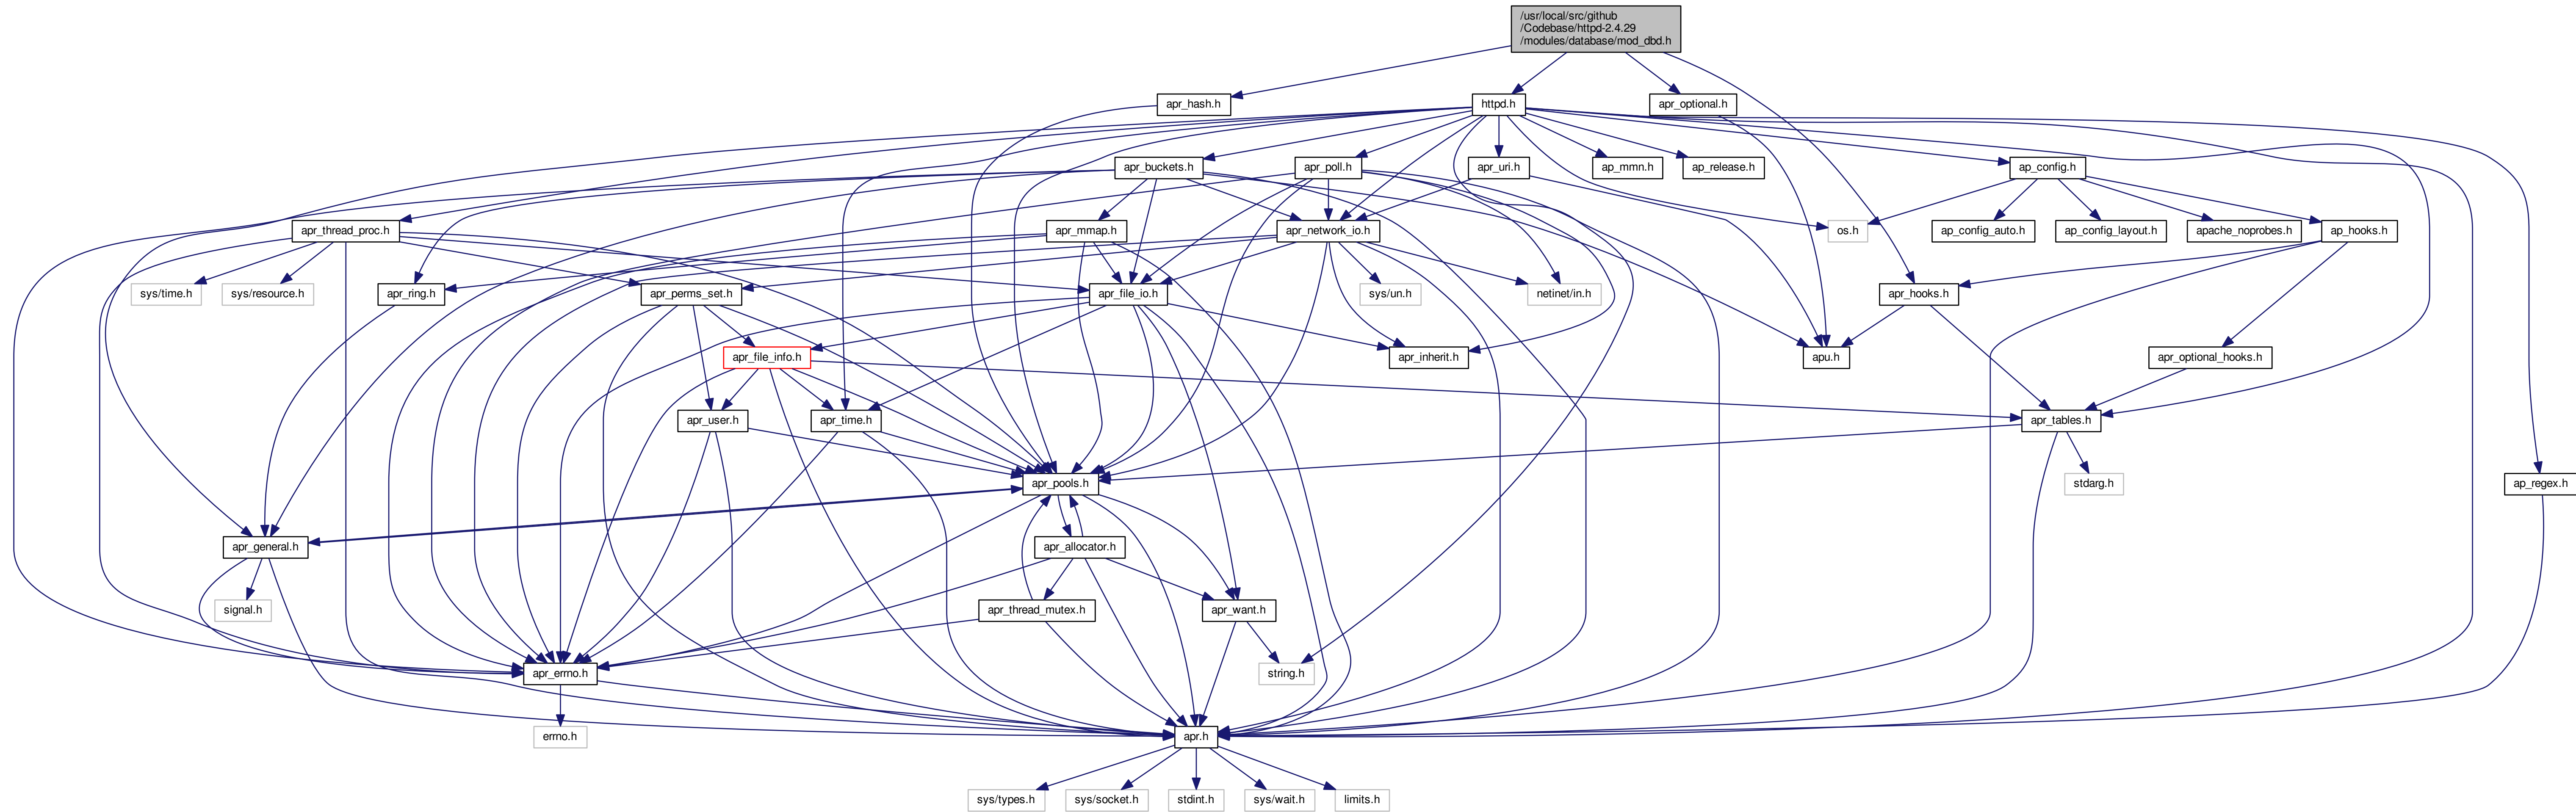 /usr/local/src/github
/Codebase/httpd-2.4.29
/modules/database/mod_dbd.h
apr_hash.h
httpd.h
apr_optional.h
apr_buckets.h
apr_poll.h
apr_uri.h
ap_mmn.h
ap_release.h
ap_config.h
apr_thread_proc.h
apr_mmap.h
apr_network_io.h
os.h
ap_config_auto.h
ap_config_layout.h
apache_noprobes.h
ap_hooks.h
sys/time.h
sys/resource.h
apr_ring.h
apr_perms_set.h
apr_file_io.h
sys/un.h
netinet/in.h
apr_hooks.h
apr_file_info.h
apr_inherit.h
apu.h
apr_optional_hooks.h
apr_user.h
apr_time.h
apr_tables.h
apr_pools.h
stdarg.h
ap_regex.h
apr_general.h
apr_allocator.h
signal.h
apr_thread_mutex.h
apr_want.h
apr_errno.h
string.h
errno.h
apr.h
sys/types.h
sys/socket.h
stdint.h
sys/wait.h
limits.h